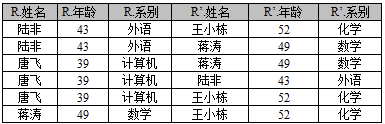 R.姓名 R.年龄 R.系别 R’.姓名 R’.年龄 R’.系别
陆非 43 外语 王小栋 52 化学
陆非 43 外语 蒋涛 49 数学
唐飞 39 计算机 蒋涛 49 数学
唐飞 39 计算机 陆非 43 外语
唐飞 39 计算机 王小栋 52 化学
蒋涛 49 数学 王小栋 52 化学